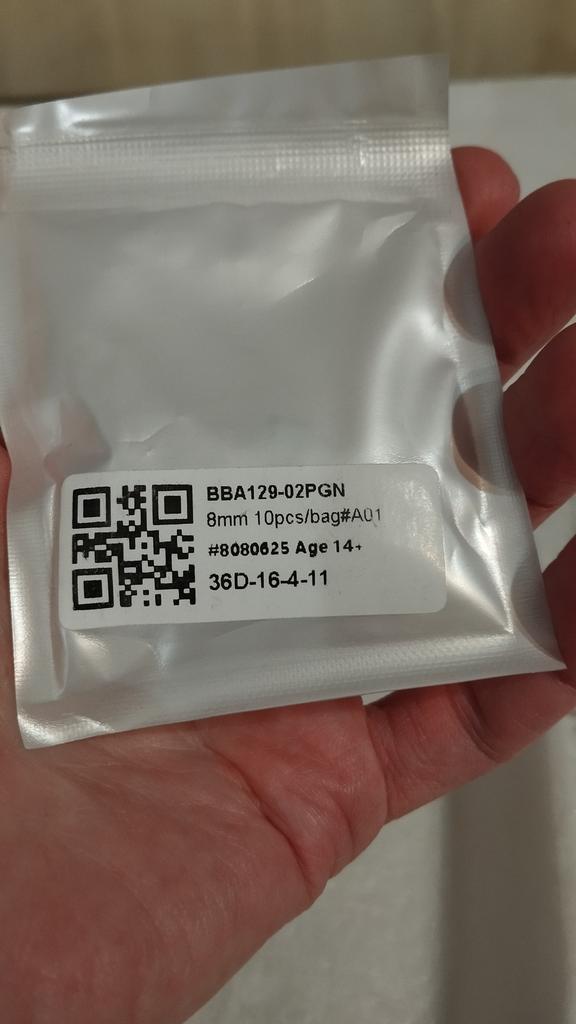 BBA129-02PGN
8mm 10pcs/bag#A01
#8080625 Age 14+
36D-16-4-11